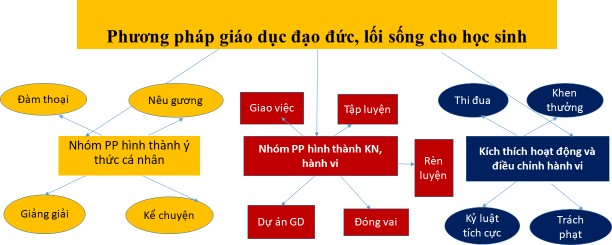 Phương pháp giáo dục đạo đức, lối sống cho học sinh
Đàm thoại
Nêu gương
Nhóm PP hình thành ý
thức cá nhân
Giảng giải
Kể chuyện
Giao việc
Tập luyện
Nhóm PP hình thành KN,
hành vi
Rèn
luyện
Dự án GD
Đóng vai
Thi đua
Khen
thưởng
Kích thích hoạt động và
điều chỉnh hành vi
Kỷ luật
tích cực
Trách
phạt